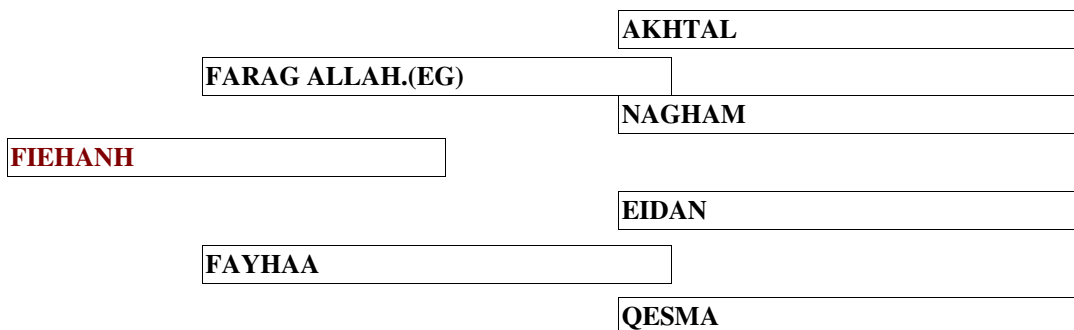 AKHTAL
FARAG ALLAH.(EG)
NAGHAM
FIEHANH
EIDAN
FAYHAA
QESMA